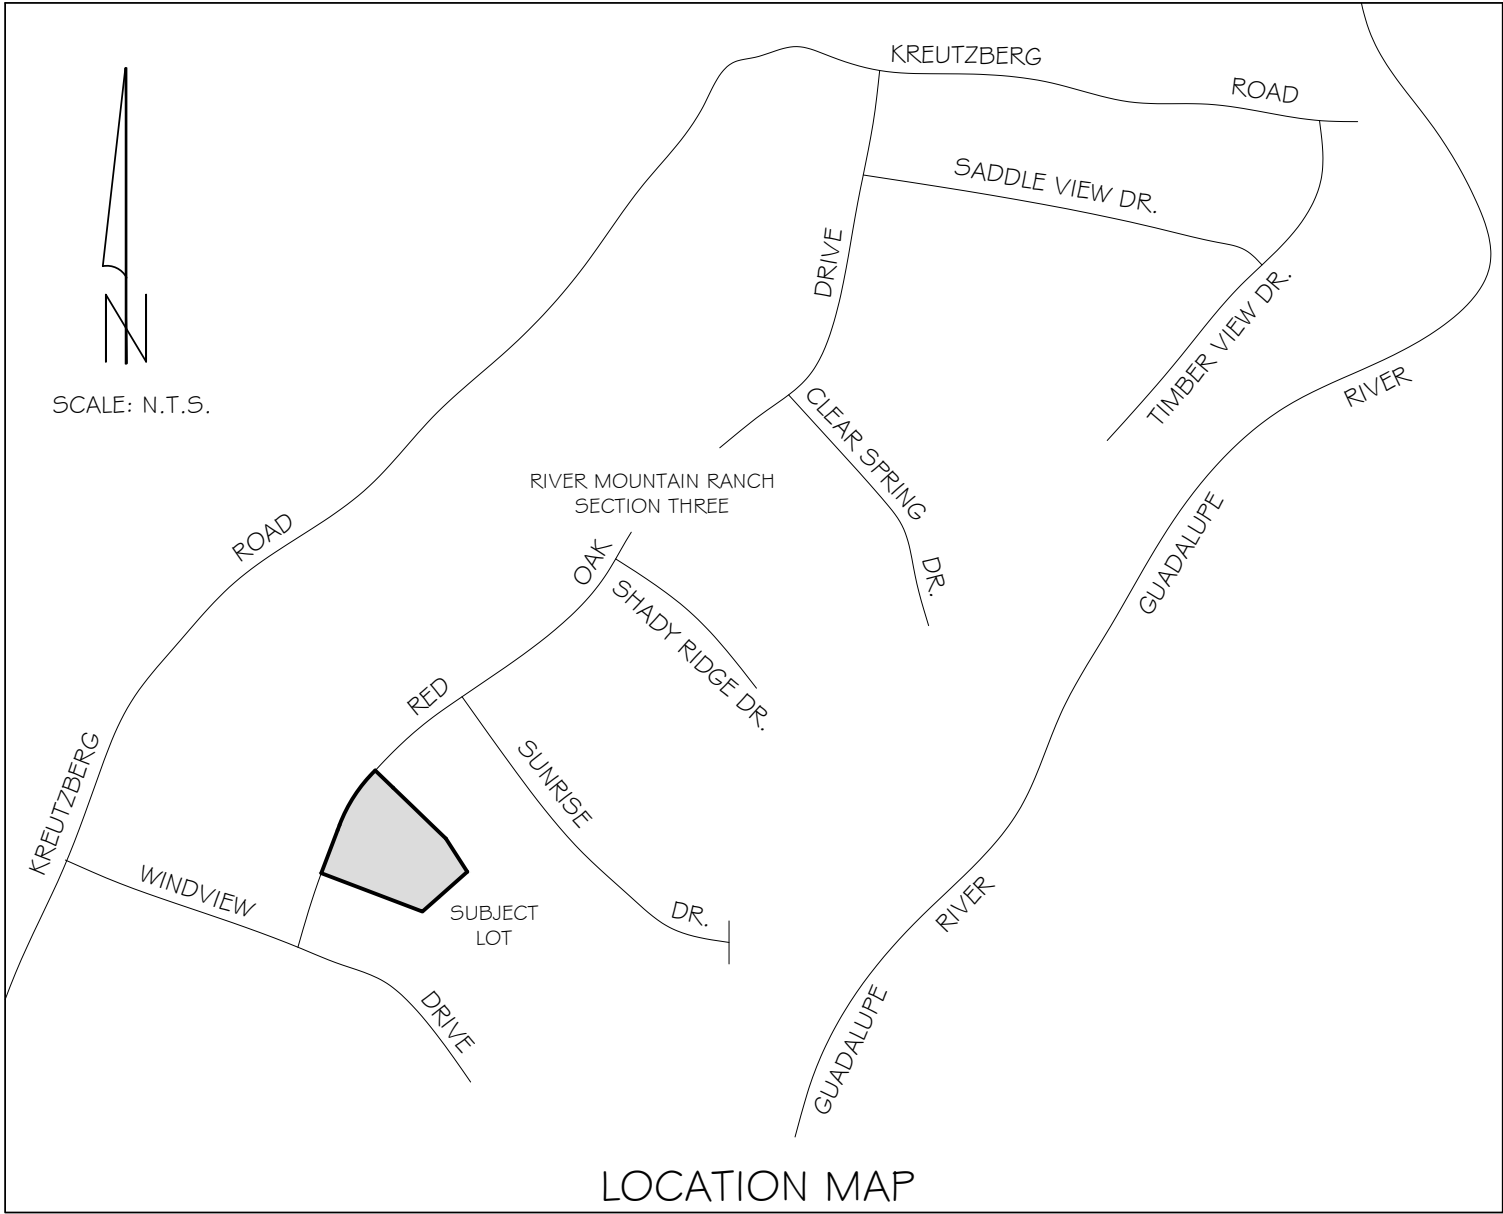 KREUTZBERG
ROAD
SADDLE VIEW DR.
DRIVE
TIMBER VIEW DR.
N
SCALE: N.T.S.
RIVER
CLEAR SPRING
DR.
RIVER MOUNTAIN RANCH
SECTION THREE
ROAD
GUADALUPE
OAK
SHADY RIDGE DR.
RED
KREUTZBERG
SUNRISE
DR.
WINDVIEW
SUBJECT
LOT
RIVER
DRIVE
GUADALUPE
LOCATION MAP